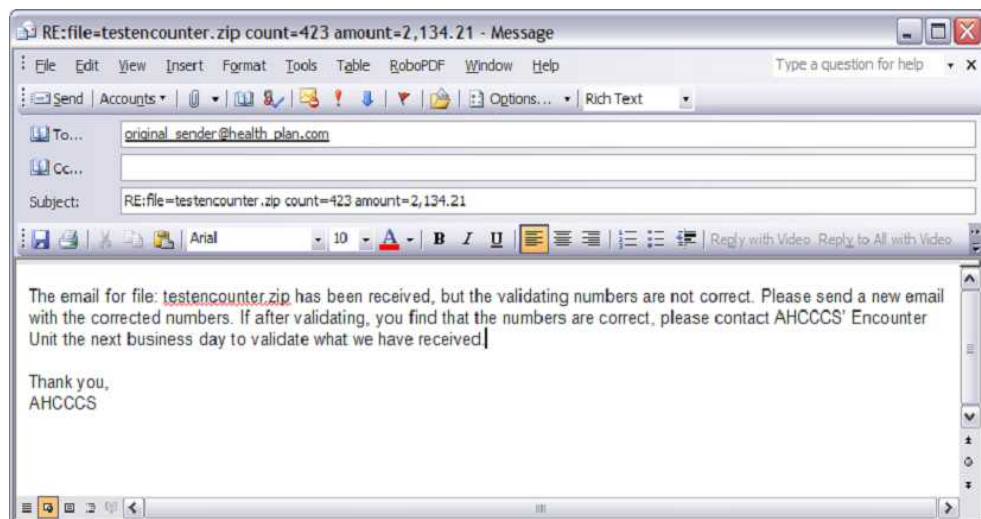 RE:file=testencounter.zip count=423 amount=2,134.21 - Message
File Edit View Insert Format Tools Table RoboPDF Window Help Type a question for help
Send Accounts Options... Rich Text
To... original_sender@health_plan.com
Cc...
Subject: RE:file=testencounter.zip count=423 amount=2,134.21
Arial 10 A B I U Reply with Video Reply to All with Video
The email for file: testencounter.zip has been received, but the validating numbers are not correct. Please send a new email
with the corrected numbers. If after validating, you find that the numbers are correct, please contact AHCCCS' Encounter
Unit the next business day to validate what we have received.
Thank you,
AHCCCS